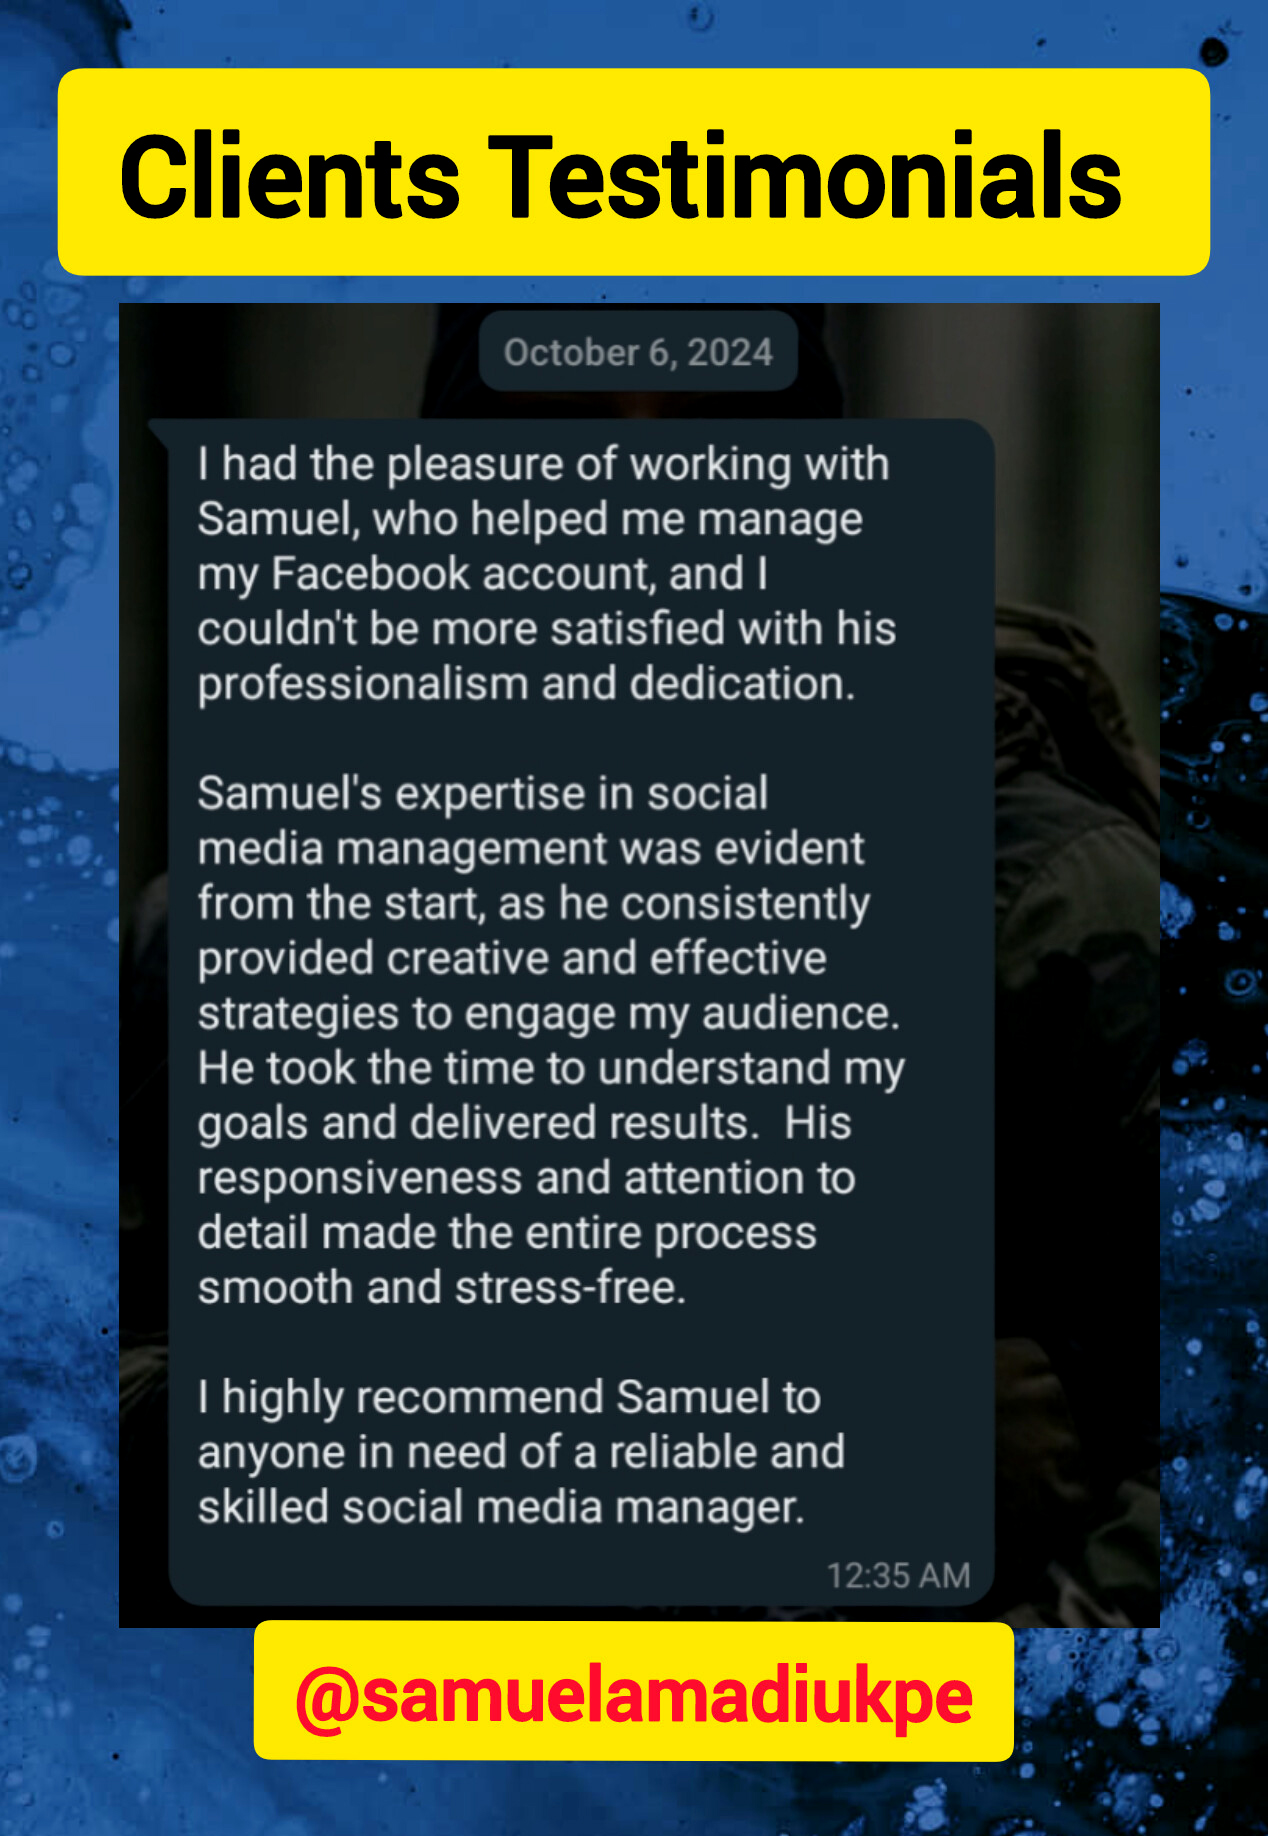 Clients Testimonials
October 6, 2024
I had the pleasure of working with
Samuel, who helped me manage
my Facebook account, and I
couldn't be more satisfied with his
professionalism and dedication.
Samuel's expertise in social
media management was evident
from the start, as he consistently
provided creative and effective
strategies to engage my audience.
He took the time to understand my
goals and delivered results.  His
responsiveness and attention to
detail made the entire process
smooth and stress-free.
I highly recommend Samuel to
anyone in need of a reliable and
skilled social media manager.
12:35 AM
@samuelamadiukpe